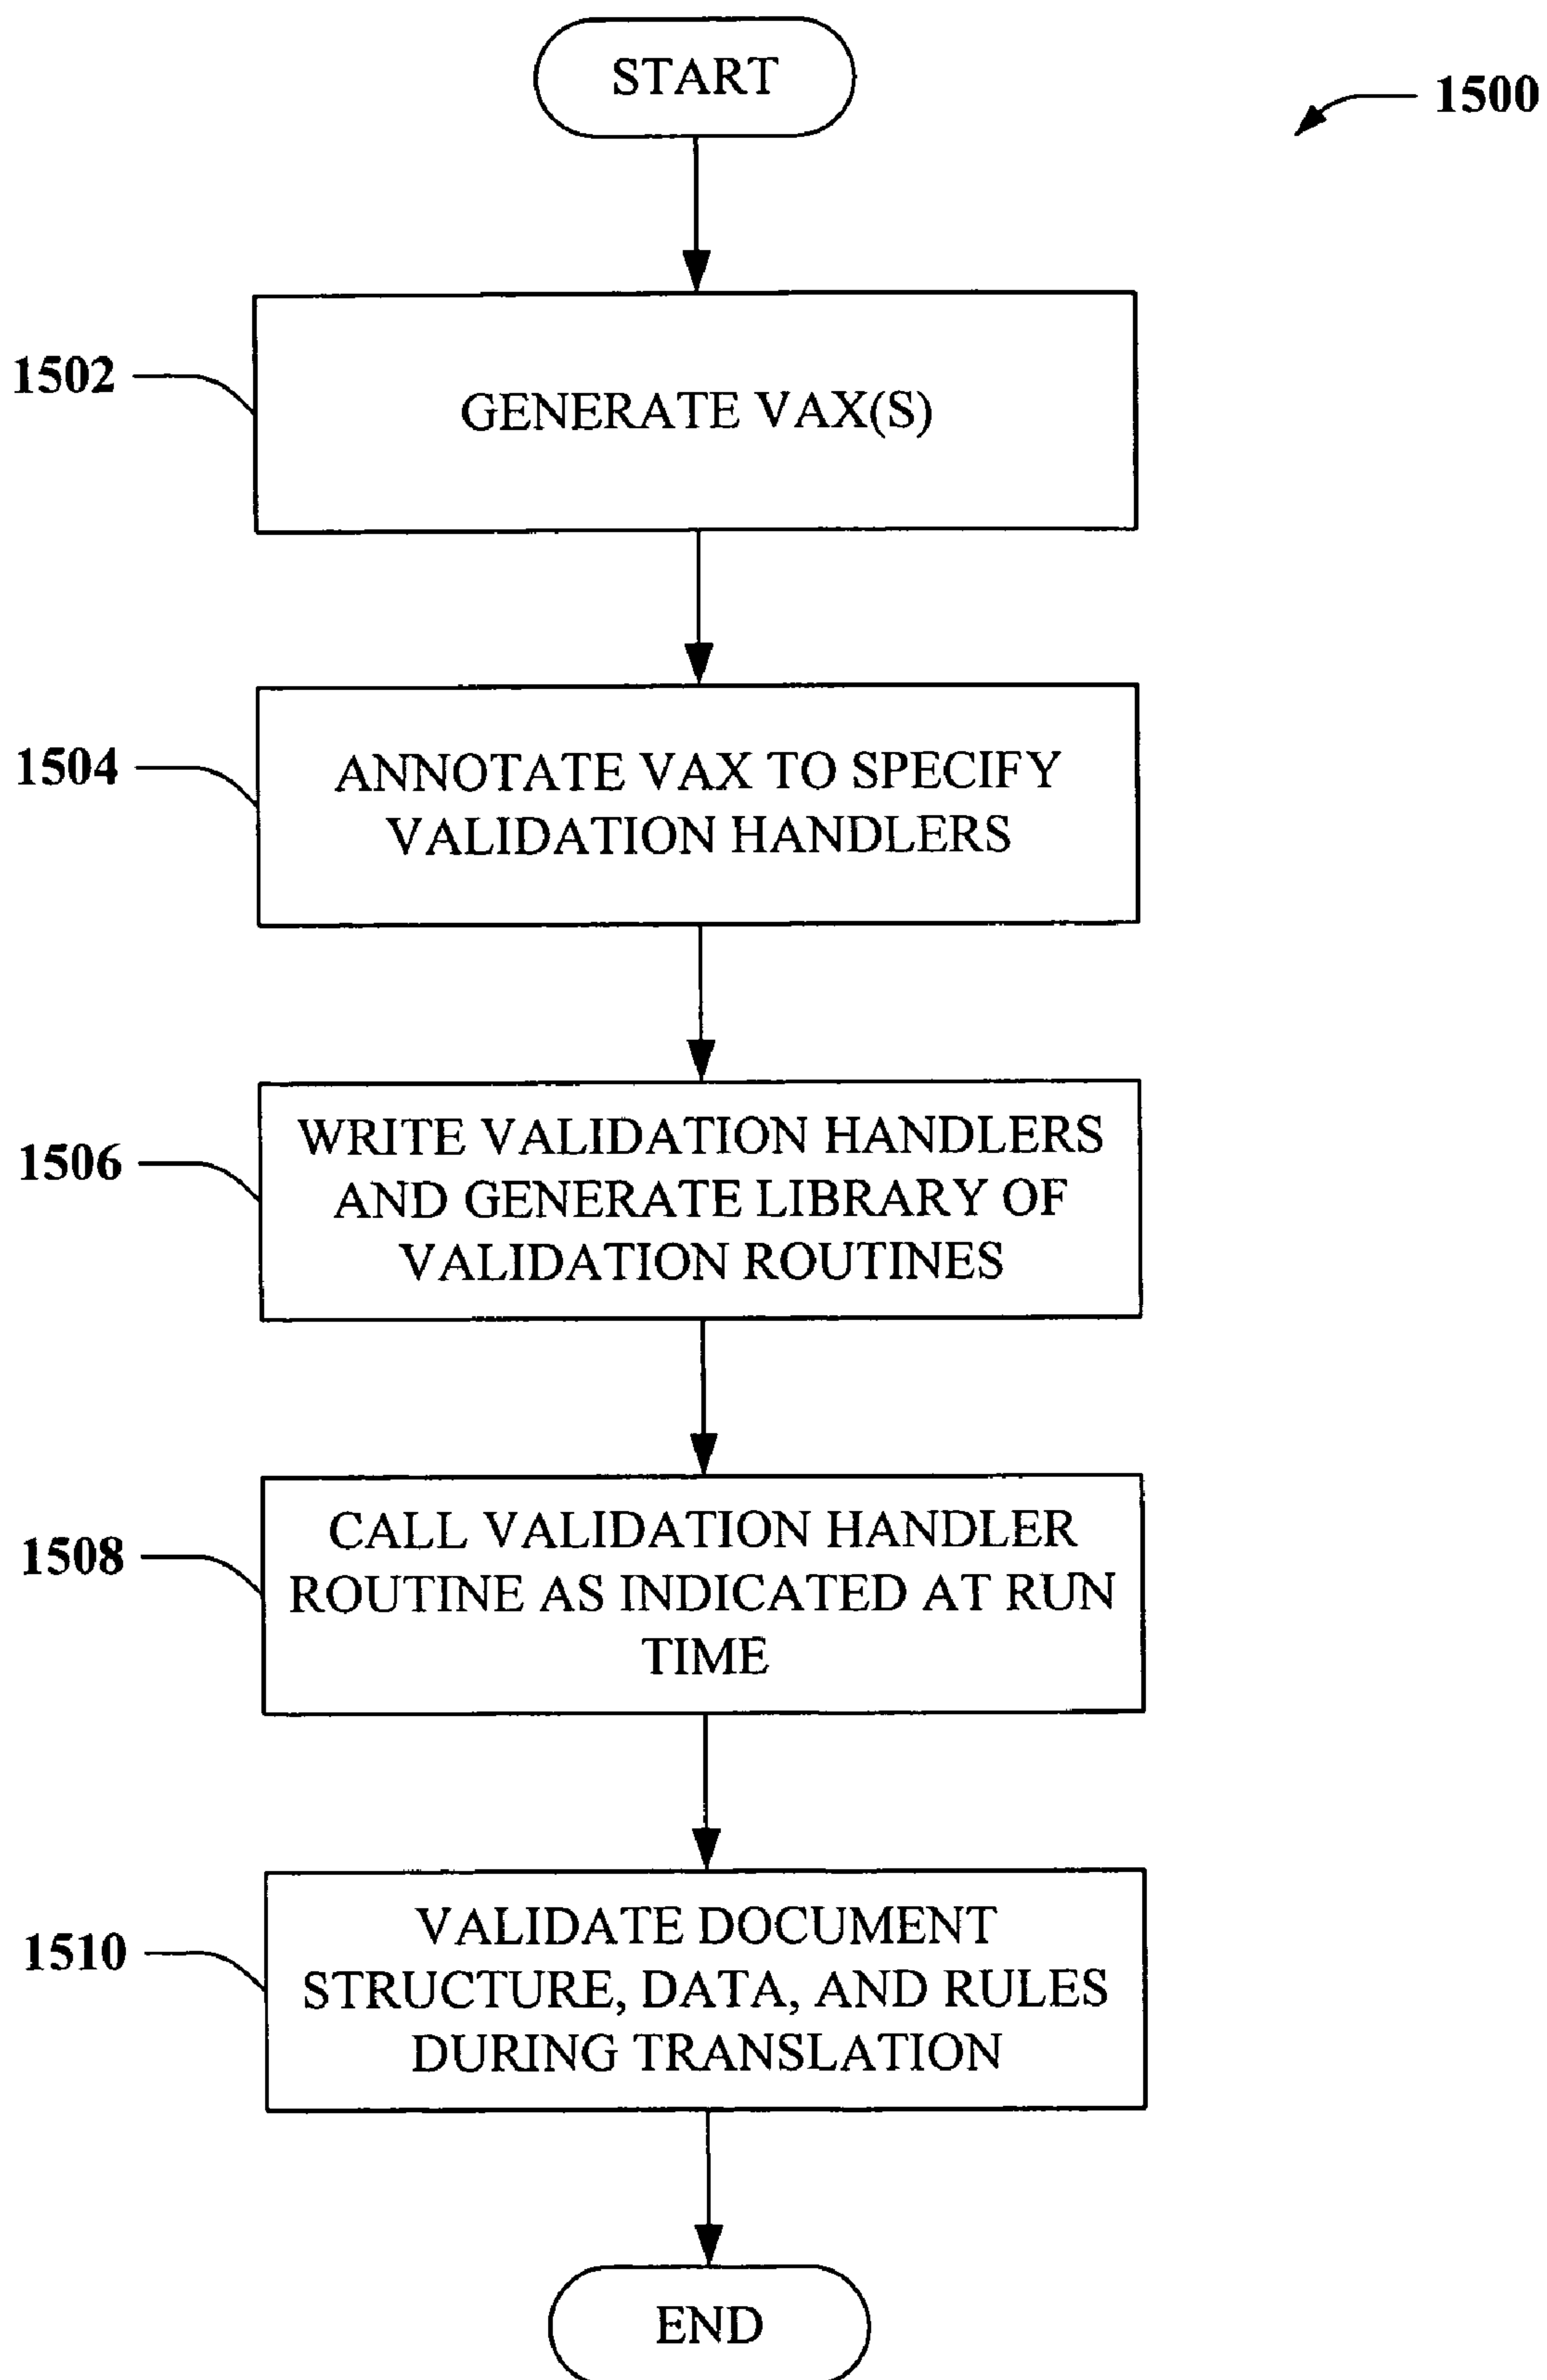 START
1500
1502
GENERATE VAX(S)
1504
ANNOTATE VAX TO SPECIFY
VALIDATION HANDLERS
1506
WRITE VALIDATION HANDLERS
AND GENERATE LIBRARY OF
VALIDATION ROUTINES
1508
CALL VALIDATION HANDLER
ROUTINE AS INDICATED AT RUN
TIME
1510
VALIDATE DOCUMENT
STRUCTURE, DATA, AND RULES
DURING TRANSLATION
END